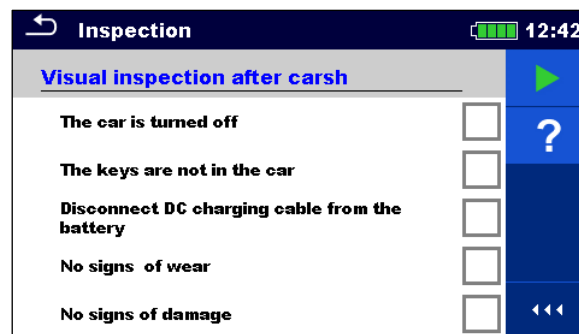 Inspection
12:42
Visual inspection after carsh
The car is turned off
?
The keys are not in the car
Disconnect DC charging cable from the
battery
No signs of wear
No signs of damage